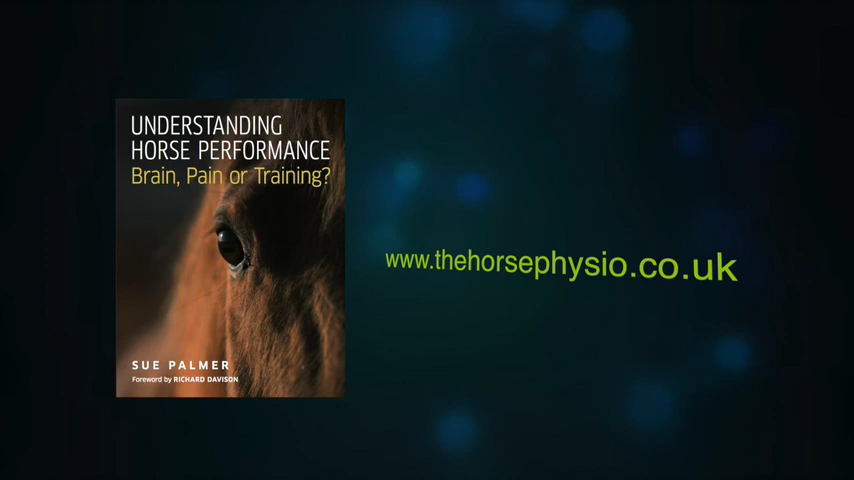 UNDERSTANDING
HORSE PERFORMANCE
Brain, Pain or Training?
SUE PALMER
Foreword by RICHARD DAVISON
www.thehorsephysio.co.uk